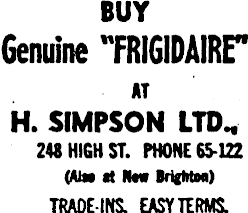 BUY
Genuine "FRIGIDAIRE"
AT
H. SIMPSON LTD.,
248 HIGH ST. PHONE 65-122
(Also at New Brighton)
TRADE-INS. EASY TERMS.